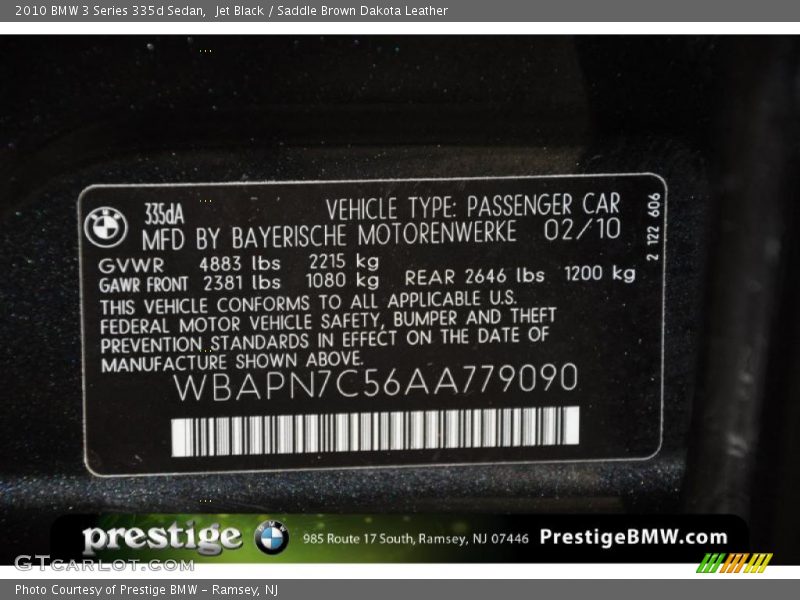 2010 BMW 3 Series 335d Sedan,  Jet Black / Saddle Brown Dakota Leather
335dA VEHICLE TYPE: PASSENGER CAR
MFD BY BAYERISCHE MOTORENWERKE 02/10
GVWR 4883 lbs 2215 kg
GAWR FRONT 2381 lbs 1080 kg REAR 2646 lbs 1200 kg
THIS VEHICLE CONFORMS TO ALL APPLICABLE U.S.
FEDERAL MOTOR VEHICLE SAFETY, BUMPER AND THEFT
PREVENTION STANDARDS IN EFFECT ON THE DATE OF
MANUFACTURE SHOWN ABOVE.
WBAPN7C56AA779090
2 122 606
prestige BMW 985 Route 17 South, Ramsey, NJ 07446 PrestigeBMW.com
GTCARLOT.COM
Photo Courtesy of Prestige BMW - Ramsey, NJ